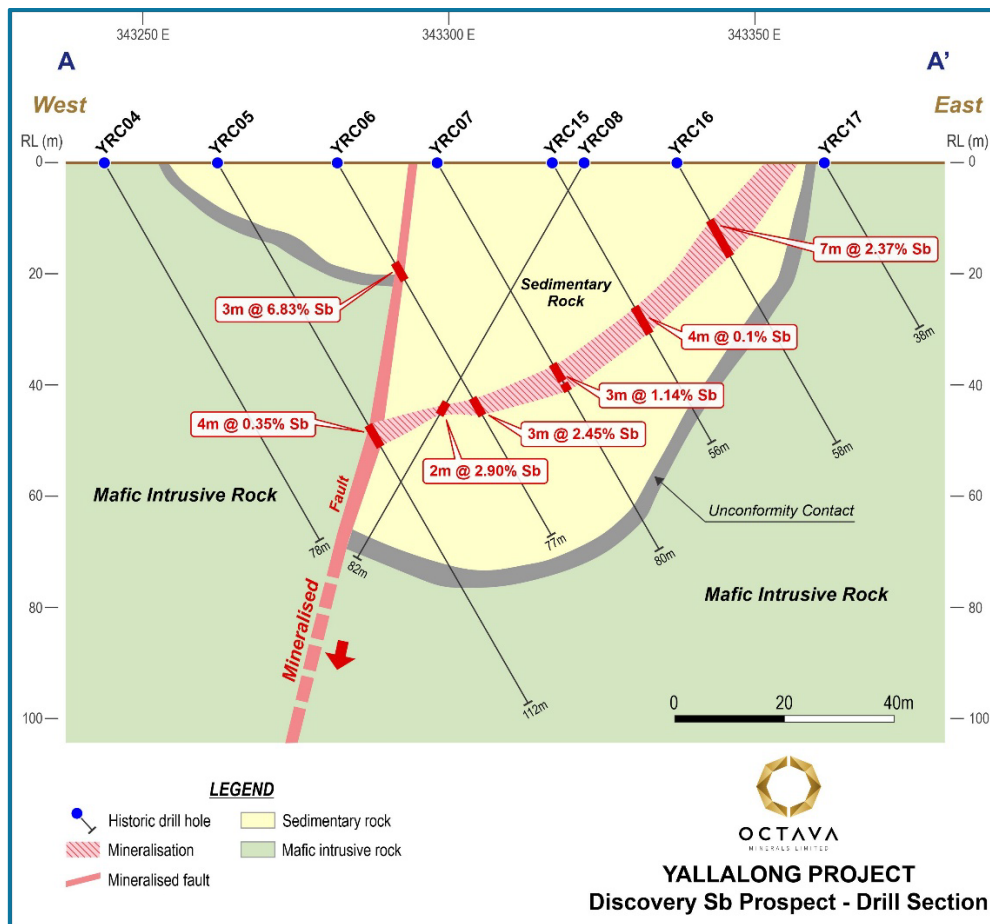 343250 E
343300 E
343350 E
A
A'
West
East
RL (m)
YRC04
YRC05
YRC06
YRC07
YRC15
YRC08
YRC16
YRC17
RL (m)
0
0
7m @ 2.37% Sb
20
20
Sedimentary
Rock
3m @ 6.83% Sb
38m
4m @ 0.1% Sb
40
40
3m @ 1.14% Sb
4m @ 0.35% Sb
3m @ 2.45% Sb
2m @ 2.90% Sb
56m
58m
Mafic Intrusive Rock
Fault
60
60
Unconformity Contact
78m
82m
77m
80m
Mafic Intrusive Rock
80
80
Mineralised
112m
0
20
40m
100
100
LEGEND
Historic drill hole
Sedimentary rock
Mineralisation
Mafic intrusive rock
Mineralised fault
OCTAVA
MINERALS LIMITED
YALLALONG PROJECT
Discovery Sb Prospect - Drill Section